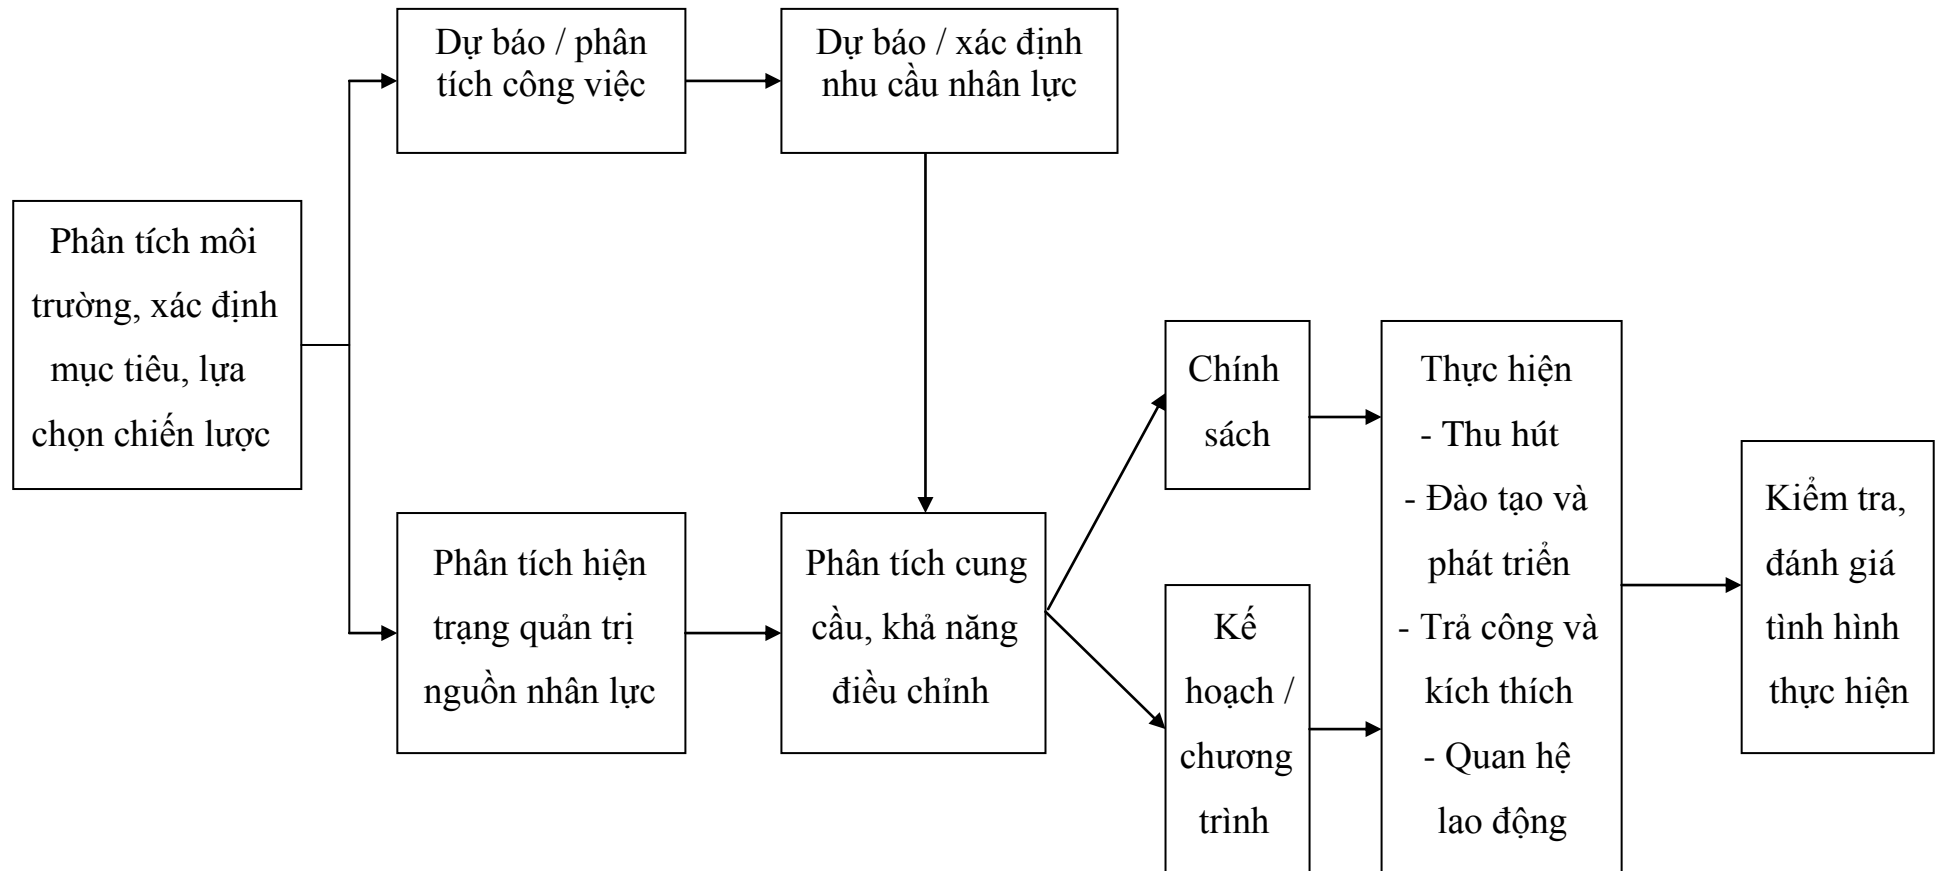 Dự báo / phân
tích công việc
Dự báo / xác định
nhu cầu nhân lực
Phân tích môi
trường, xác định
mục tiêu, lựa
chọn chiến lược
Phân tích hiện
trạng quản trị
nguồn nhân lực
Phân tích cung
cầu, khả năng
điều chỉnh
Chính
sách
Kế
hoạch /
chương
trình
Thực hiện
- Thu hút
- Đào tạo và
phát triển
- Trả công và
kích thích
- Quan hệ
lao động
Kiểm tra,
đánh giá
tình hình
thực hiện